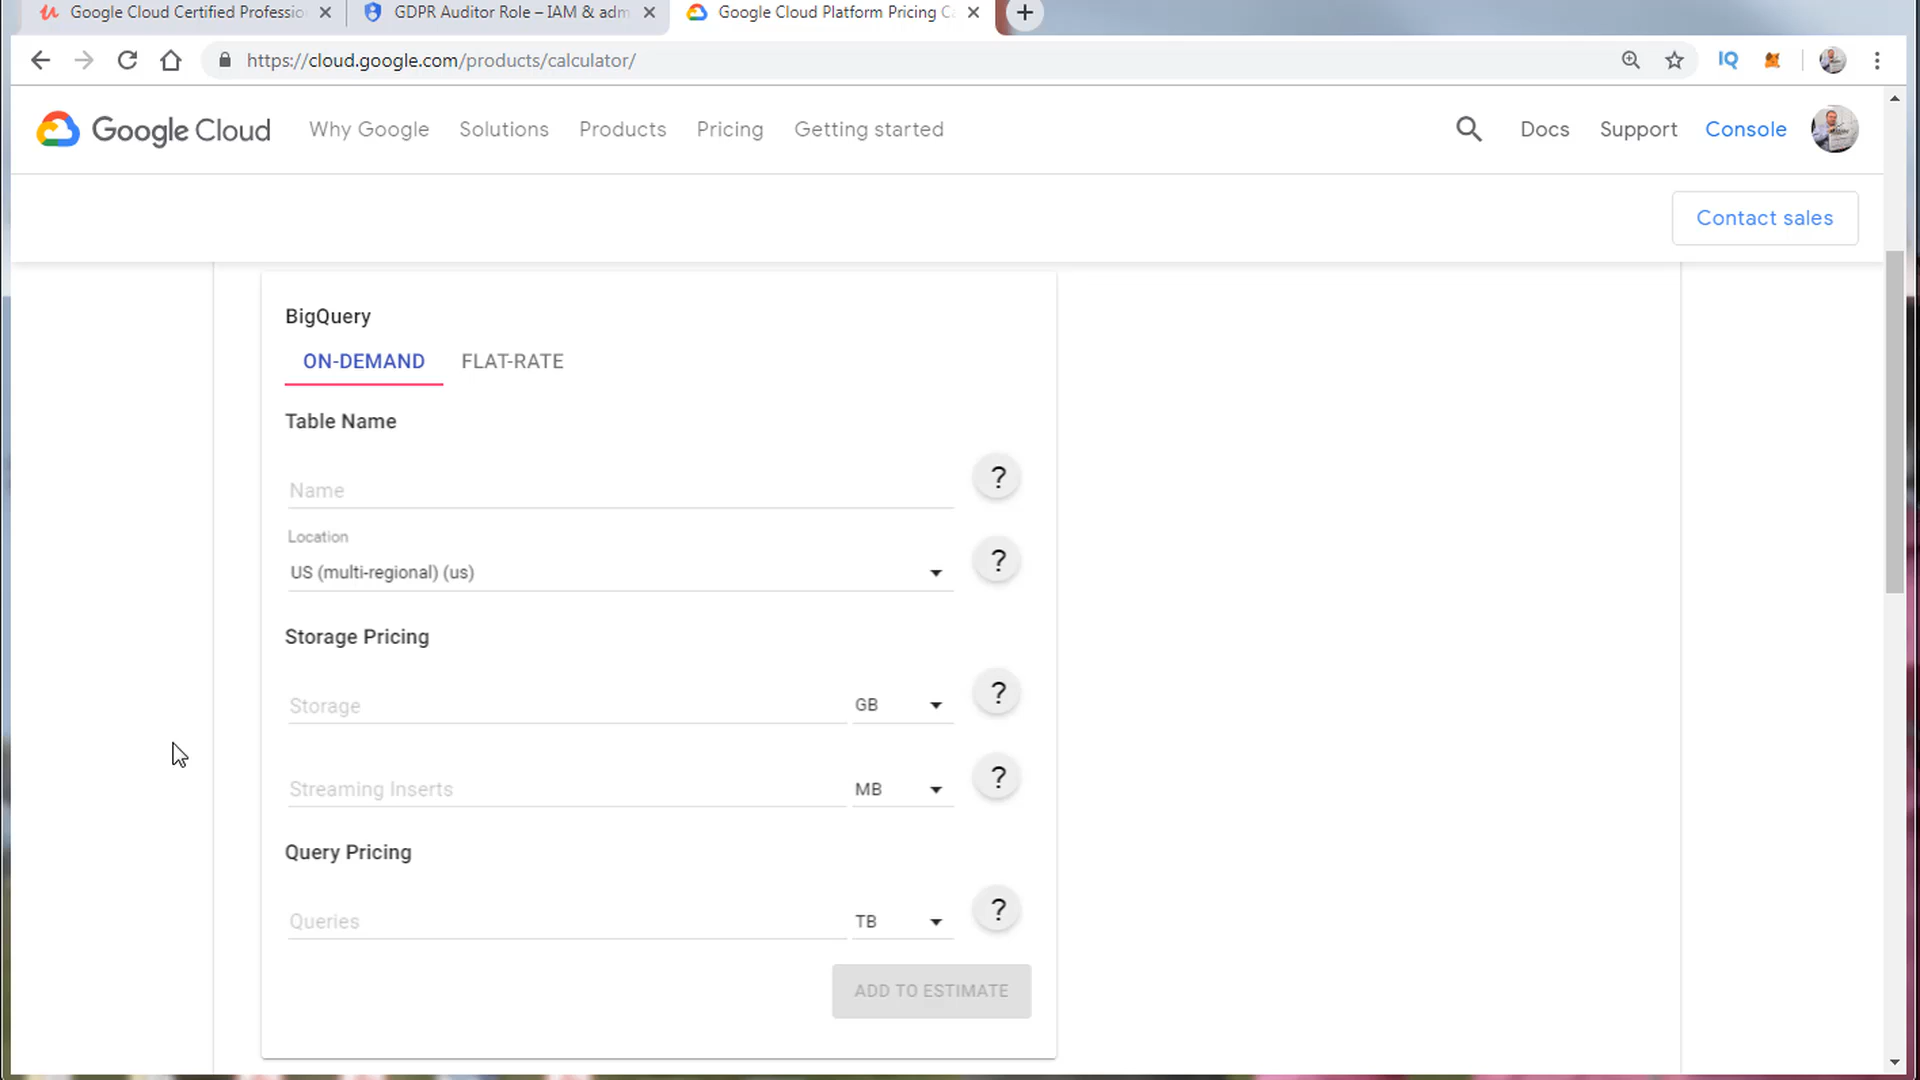 Google Cloud Certified Professio
GDPR Auditor Role – IAM & adm
Google Cloud Platform Pricing C
https://cloud.google.com/products/calculator/
IQ
Google Cloud
Why Google
Solutions
Products
Pricing
Getting started
Docs
Support
Console
Contact sales
BigQuery
ON-DEMAND
FLAT-RATE
Table Name
Name
?
Location
US (multi-regional) (us)
?
Storage Pricing
Storage
GB
?
Streaming Inserts
MB
?
Query Pricing
Queries
TB
?
ADD TO ESTIMATE